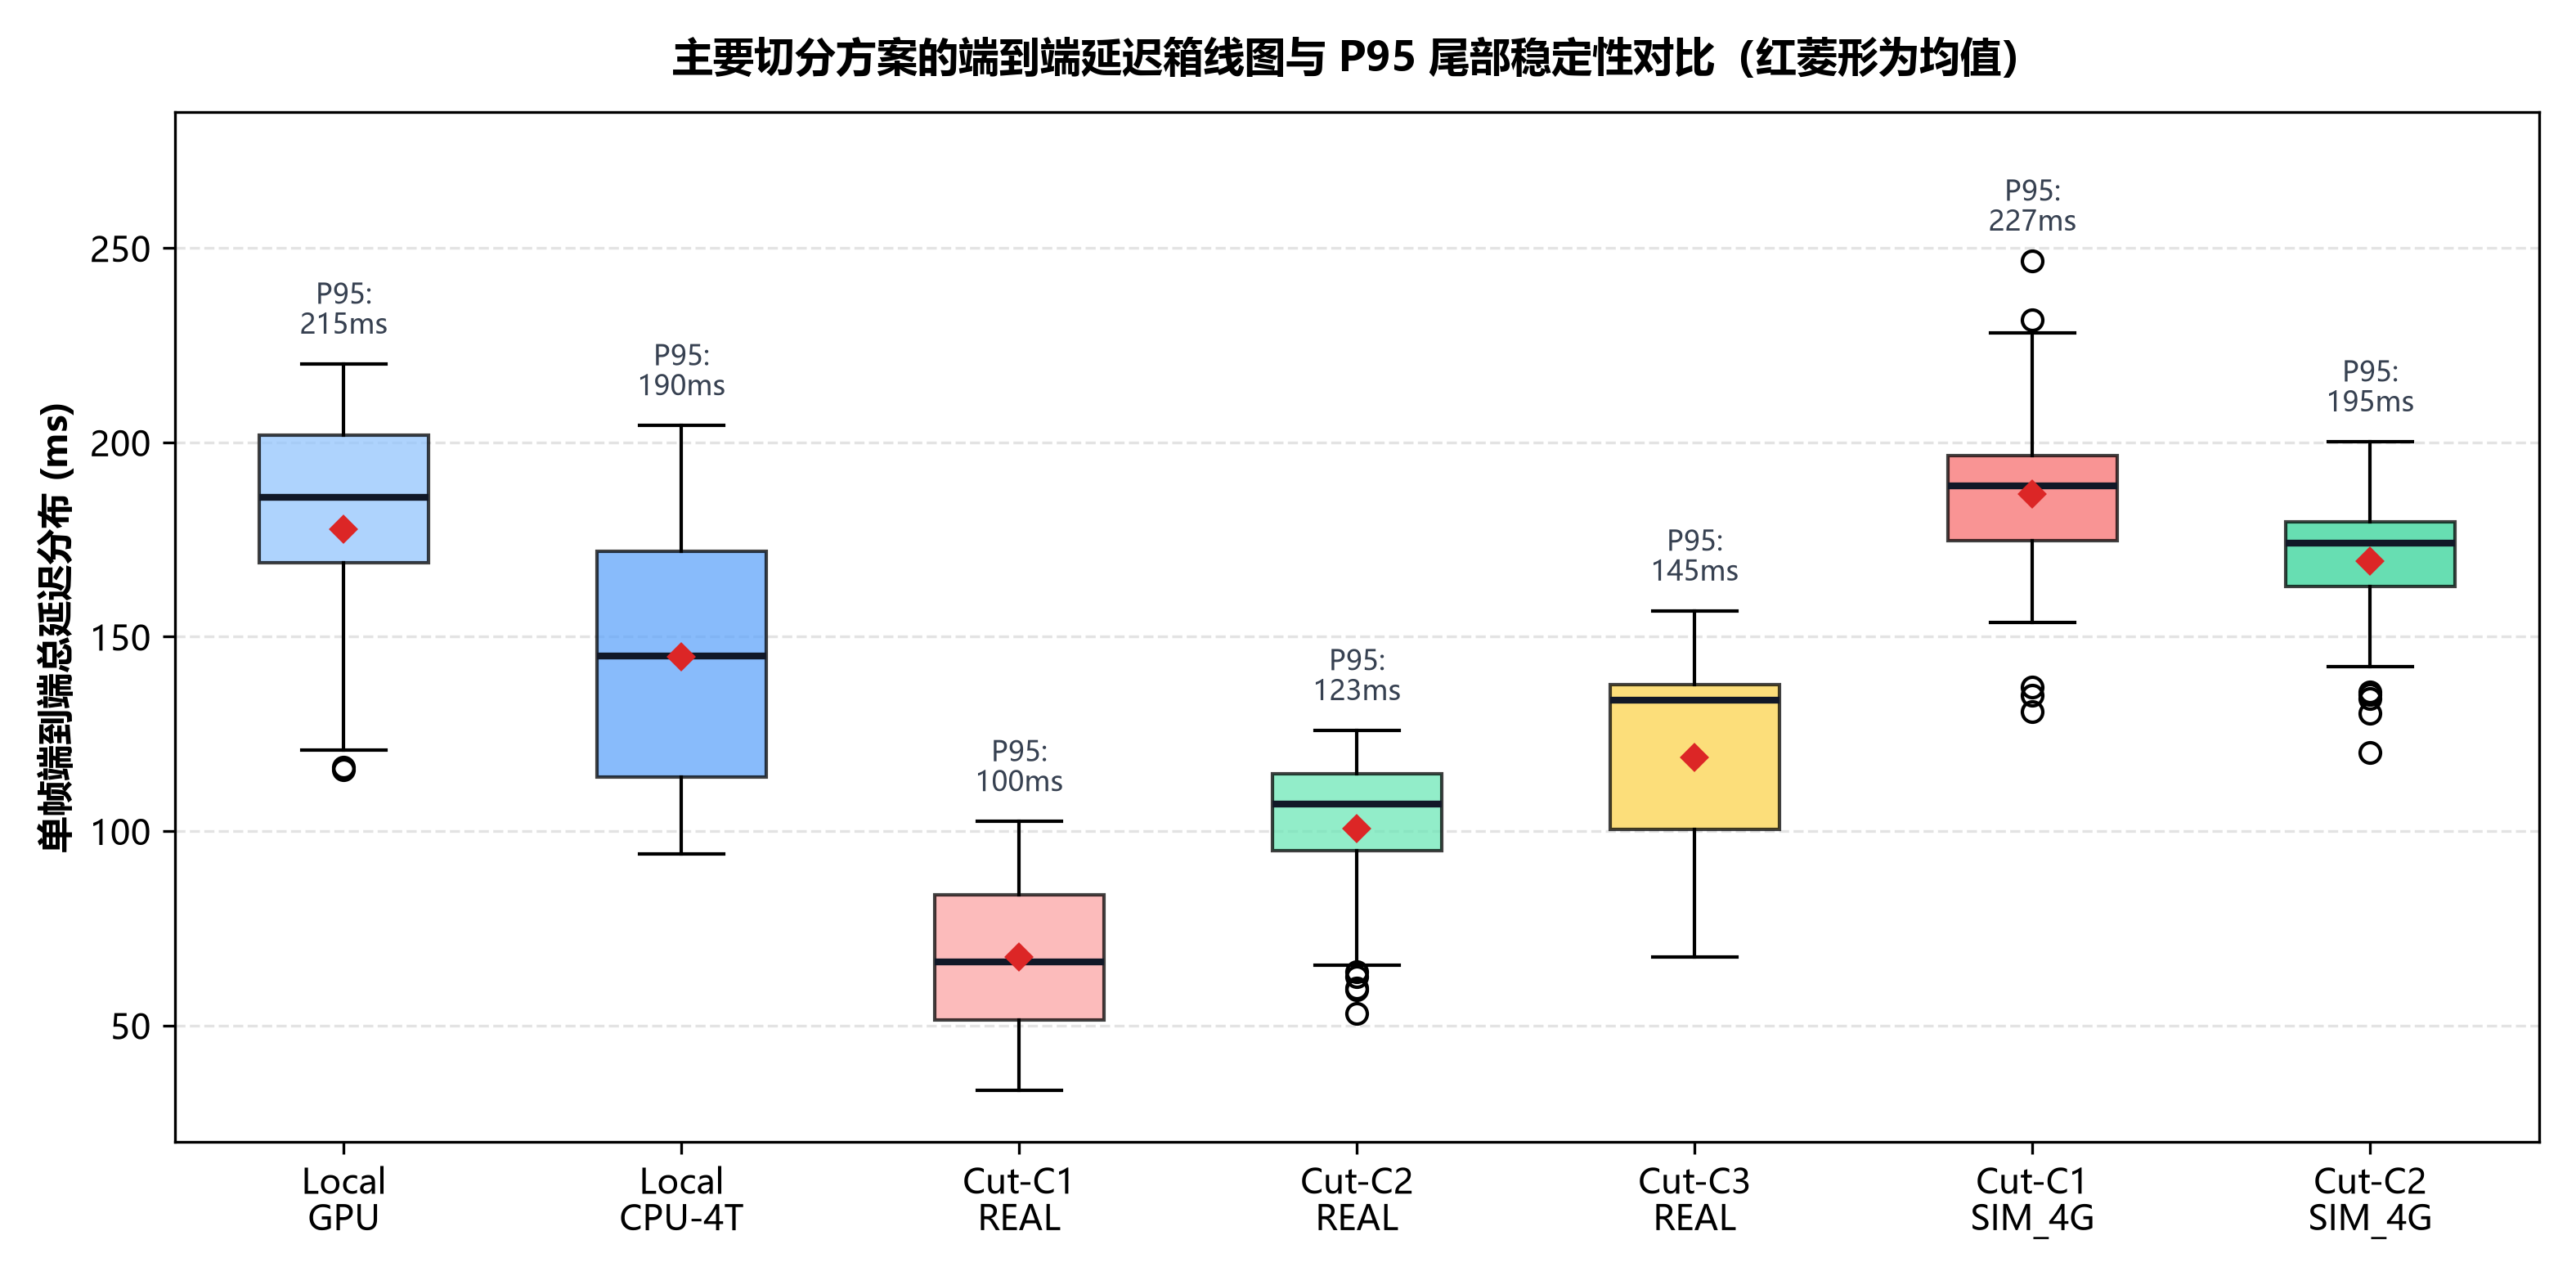 主要切分方案的端到端延迟箱线图与 P95 尾部稳定性对比（红菱形为均值）
单帧端到端总延迟分布 (ms)
250
200
150
100
50
P95:
215ms
P95:
190ms
P95:
100ms
P95:
123ms
P95:
145ms
P95:
227ms
P95:
195ms
Local
GPU
Local
CPU-4T
Cut-C1
REAL
Cut-C2
REAL
Cut-C3
REAL
Cut-C1
SIM_4G
Cut-C2
SIM_4G